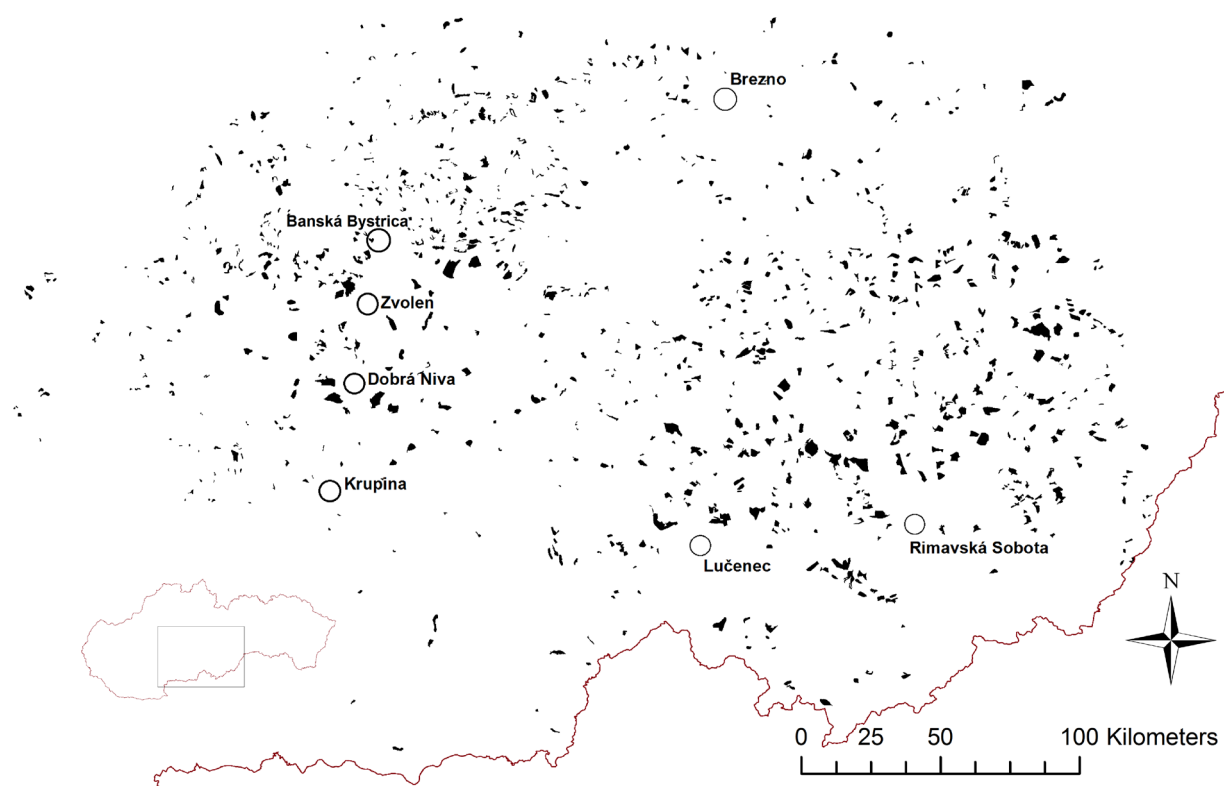 Brezno
Banská Bystrica
Zvolen
Dobrá Niva
Krupina
Rimavská Sobota
Lučenec
N
0 25 50 100 Kilometers